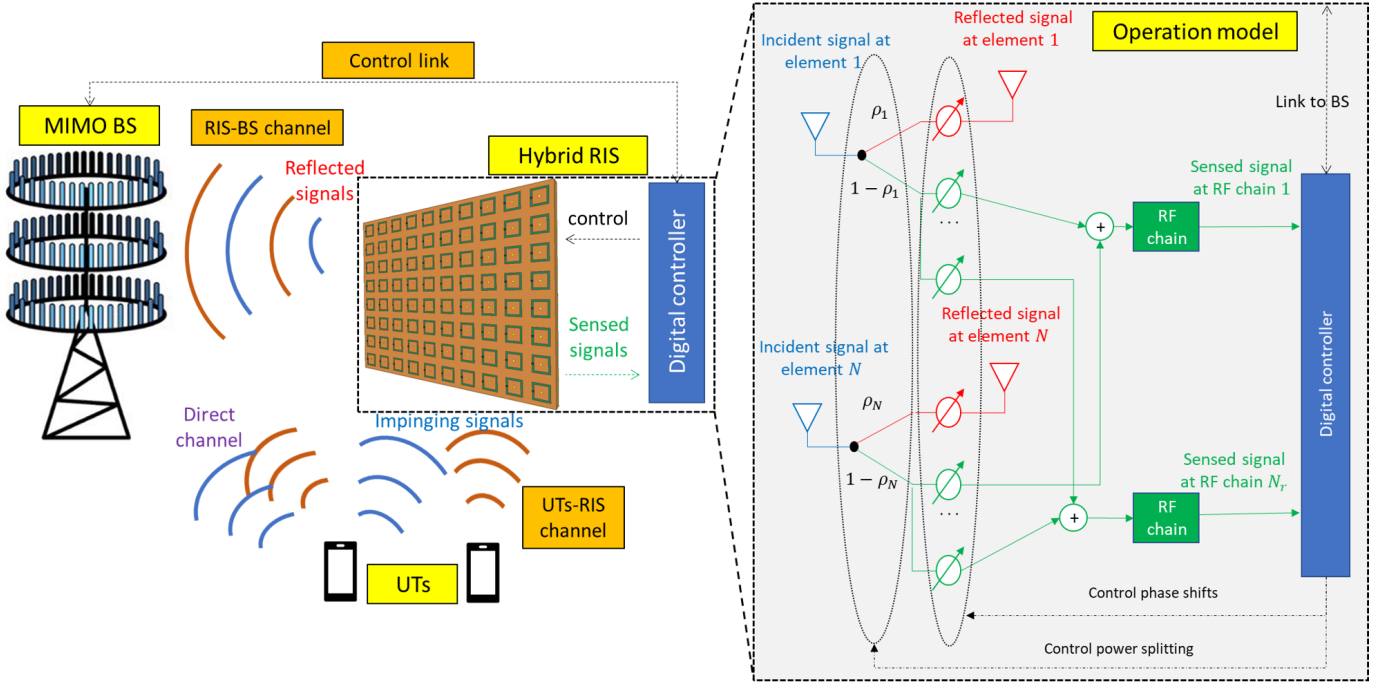 Control link
MIMO BS
RIS-BS channel
Reflected
signals
Hybrid RIS
control
Sensed
signals
Digital controller
Direct
channel
Impinging signals
UTs-RIS
channel
UTs
Operation model
Incident signal at
element 1
Reflected signal
at element 1
ρ₁
1 − ρ₁
...
Link to BS
Sensed signal
at RF chain 1
+
RF
chain
Reflected signal
at element N
Incident signal at
element N
ρ_N
1 − ρ_N
...
Sensed signal
at RF chain N_r
+
RF
chain
Digital controller
Control phase shifts
Control power splitting